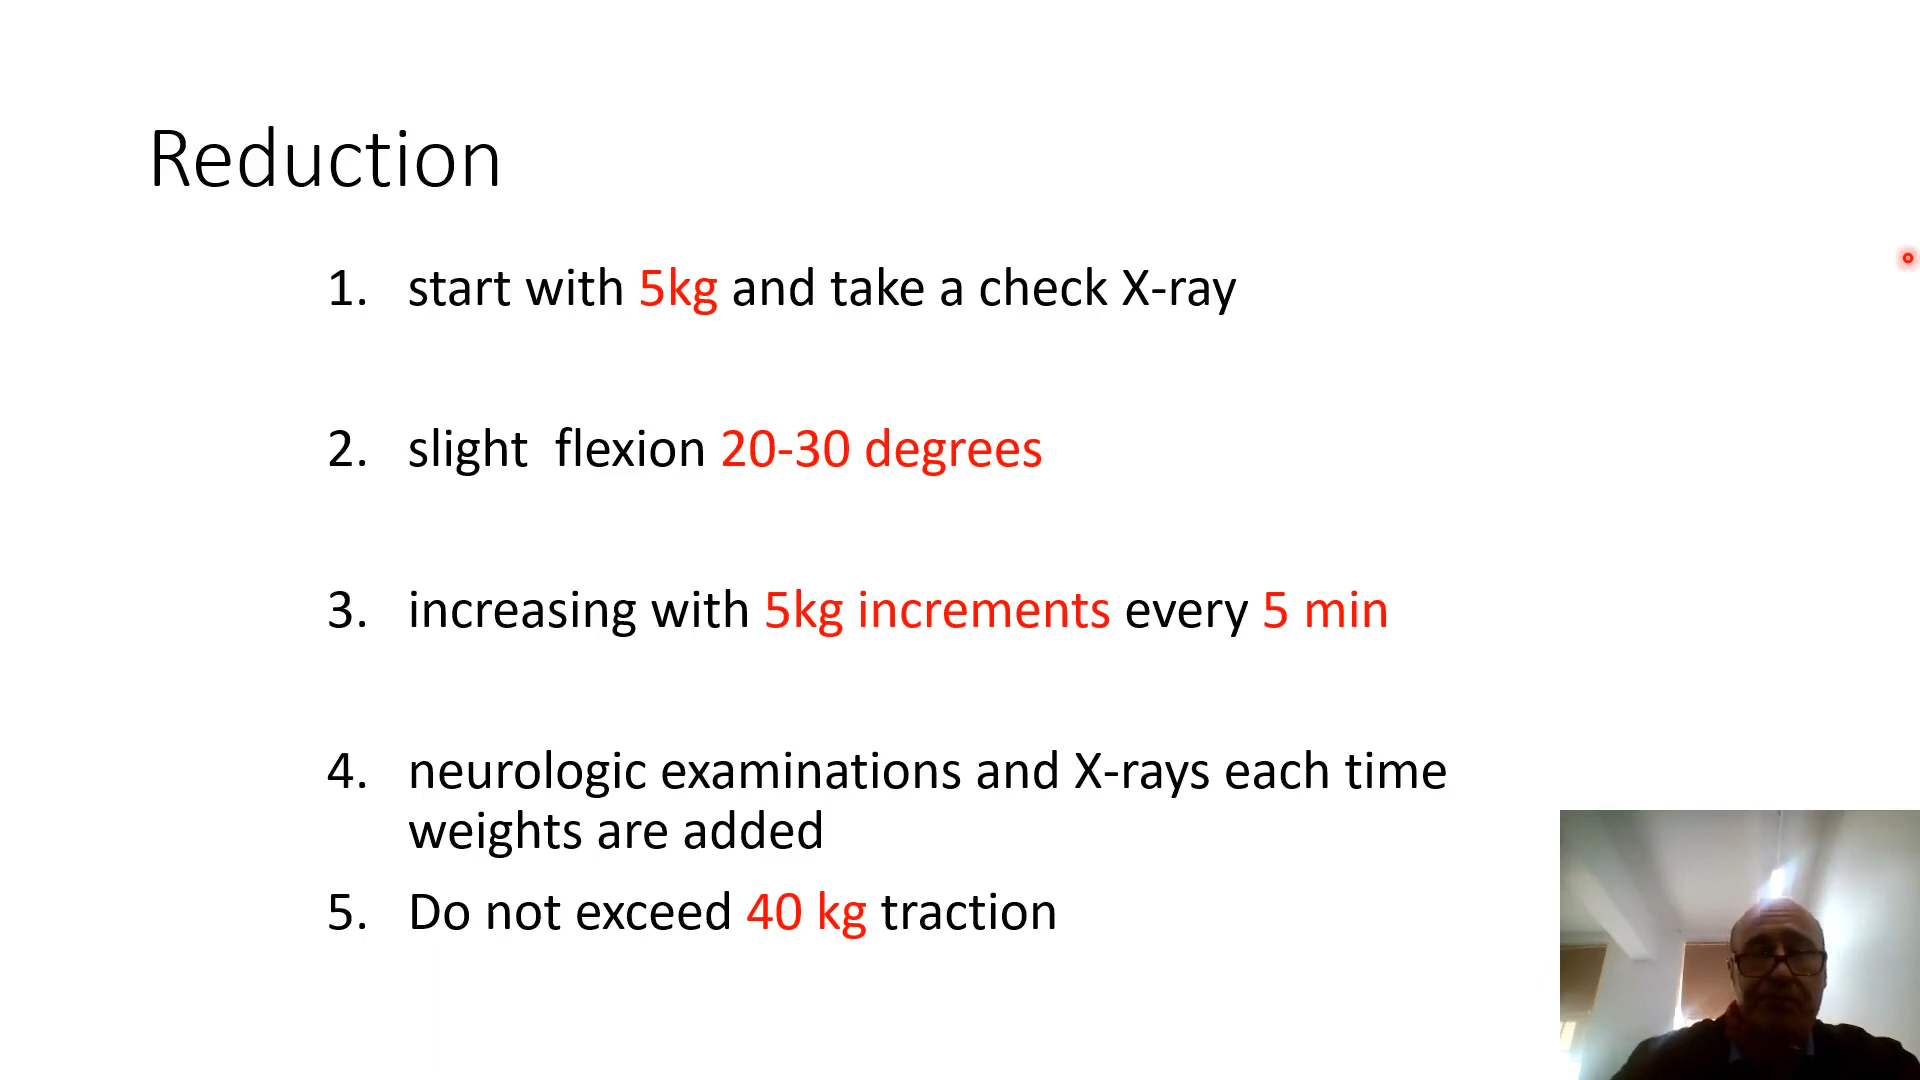 Reduction
1. start with 5kg and take a check X-ray
2. slight  flexion 20-30 degrees
3. increasing with 5kg increments every 5 min
4. neurologic examinations and X-rays each time
weights are added
5. Do not exceed 40 kg traction